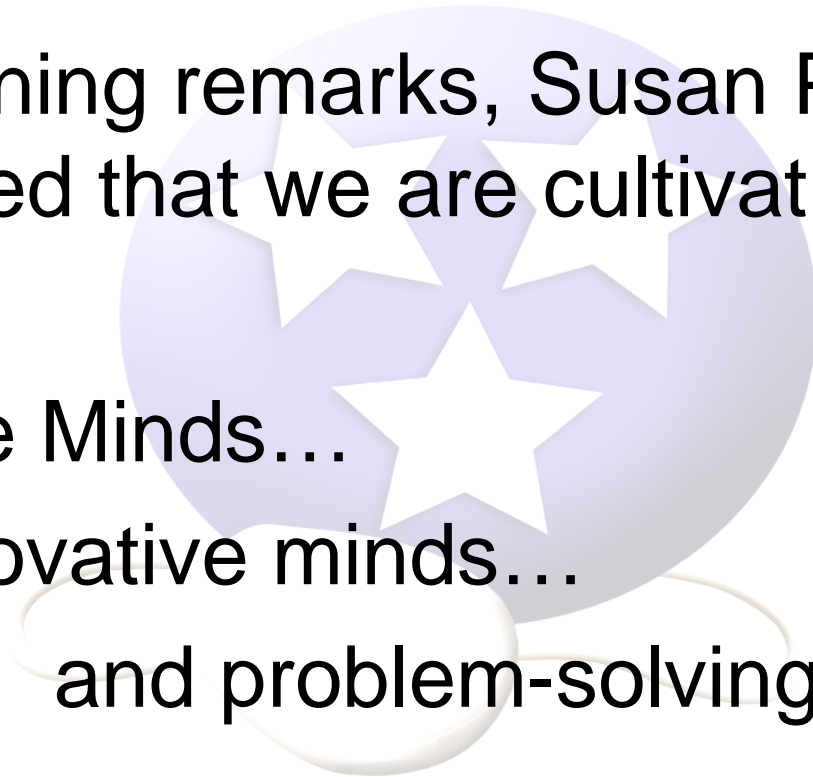 ning remarks, Susan
ed that we are cultivat
e Minds…
ovative minds…
and problem-solving